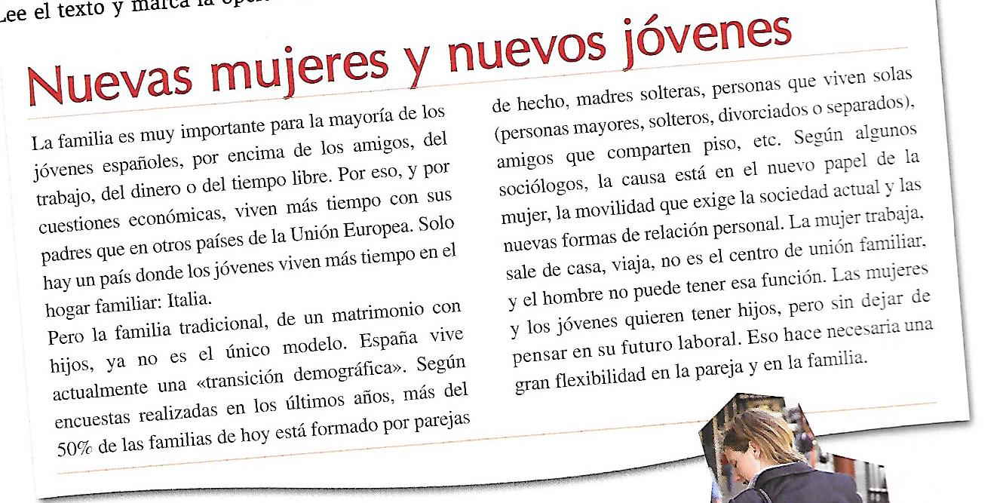 Lee el texto y marca la
Nuevas mujeres y nuevos jóvenes
La familia es muy importante para la mayoría de los
jóvenes españoles, por encima de los amigos, del
trabajo, del dinero o del tiempo libre. Por eso, y por
cuestiones económicas, viven más tiempo con sus
padres que en otros países de la Unión Europea. Solo
hay un país donde los jóvenes viven más tiempo en el
hogar familiar: Italia.
Pero la familia tradicional, de un matrimonio con
hijos, ya no es el único modelo. España vive
actualmente una «transición demográfica». Según
encuestas realizadas en los últimos años, más del
50% de las familias de hoy está formado por parejas
de hecho, madres solteras, personas que viven solas
(personas mayores, solteros, divorciados o separados),
amigos que comparten piso, etc. Según algunos
sociólogos, la causa está en el nuevo papel de la
mujer, la movilidad que exige la sociedad actual y las
nuevas formas de relación personal. La mujer trabaja,
sale de casa, viaja, no es el centro de unión familiar,
y el hombre no puede tener esa función. Las mujeres
y los jóvenes quieren tener hijos, pero sin dejar de
pensar en su futuro laboral. Eso hace necesaria una
gran flexibilidad en la pareja y en la familia.